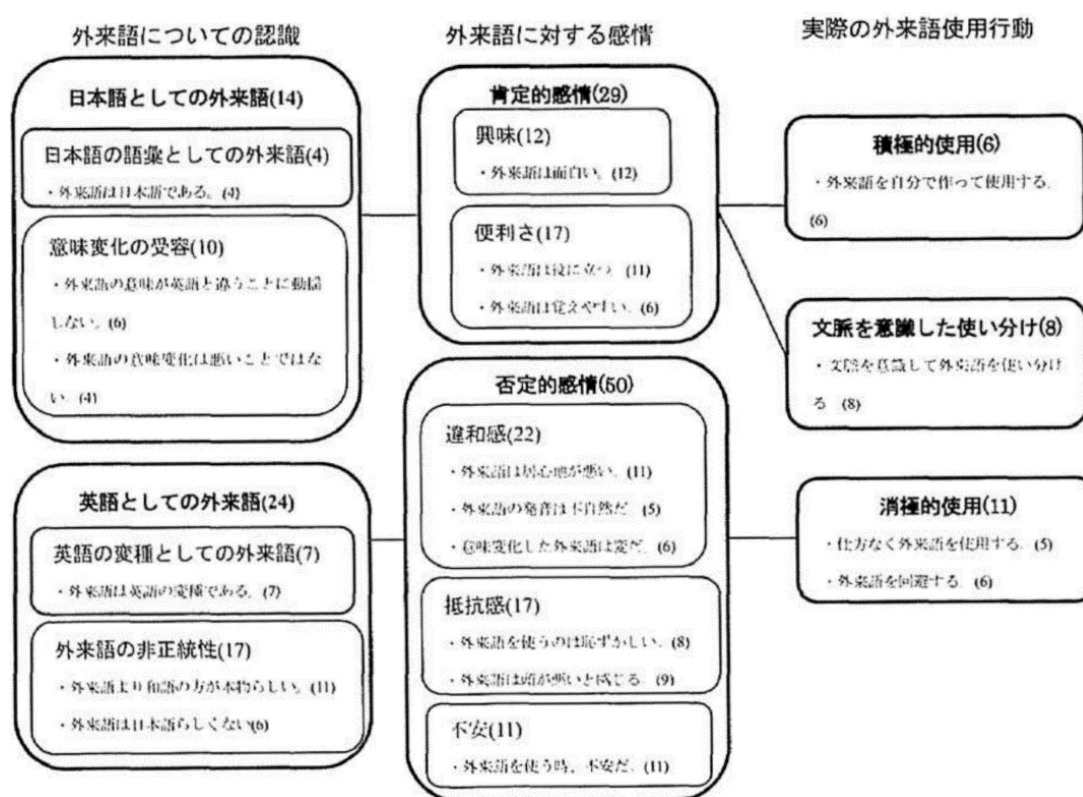 外来語についての認識
外来語に対する感情
実際の外来語使用行動
日本語としての外来語(14)
日本語の語彙としての外来語(4)
・外来語は日本語である。(4)
意味変化の受容(10)
・外来語の意味が英語と違うことに動揺
しない。(6)
・外来語の意味変化は悪いことではな
い。(4)
英語としての外来語(24)
英語の変種としての外来語(7)
・外来語は英語の変種である。(7)
外来語の非正統性(17)
・外来語より和語の方が本物らしい。(11)
・外来語は日本語らしくない(6)
肯定的感情(29)
興味(12)
・外来語は面白い。(12)
便利さ(17)
・外来語は役に立つ。(11)
・外来語は覚えやすい。(6)
否定的感情(50)
違和感(22)
・外来語は居心地が悪い。(11)
・外来語の発音は不自然だ。(5)
・意味変化した外来語は変だ。(6)
抵抗感(17)
・外来語を使うのは恥ずかしい。(8)
・外来語は頭が悪いと感じる。(9)
不安(11)
・外来語を使う時、不安だ。(11)
積極的使用(6)
・外来語を自分で作って使用する。
(6)
文脈を意識した使い分け(8)
・文脈を意識して外来語を使い分け
る。(8)
消極的使用(11)
・仕方なく外来語を使用する。(5)
・外来語を回避する。(6)